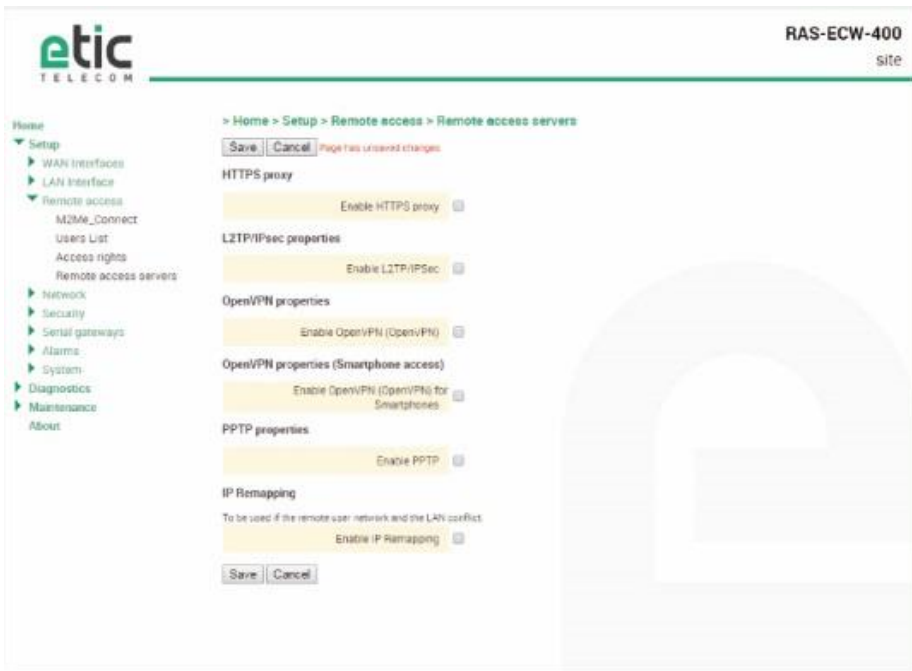 etic
TELECOM
RAS-ECW-400
site
Home
Setup
WAN Interfaces
LAN Interface
Remote access
M2Me_Connect
Users List
Access rights
Remote access servers
Network
Security
Serial gateways
Alarms
System
Diagnostics
Maintenance
About
> Home > Setup > Remote access > Remote access servers
Save Cancel Page has unsaved changes
HTTPS proxy
Enable HTTPS proxy
L2TP/IPsec properties
Enable L2TP/IPSec
OpenVPN properties
Enable OpenVPN (OpenVPN)
OpenVPN properties (Smartphone access)
Enable OpenVPN (OpenVPN) for
Smartphones
PPTP properties
Enable PPTP
IP Remapping
To be used if the remote user network and the LAN conflict.
Enable IP Remapping
Save Cancel